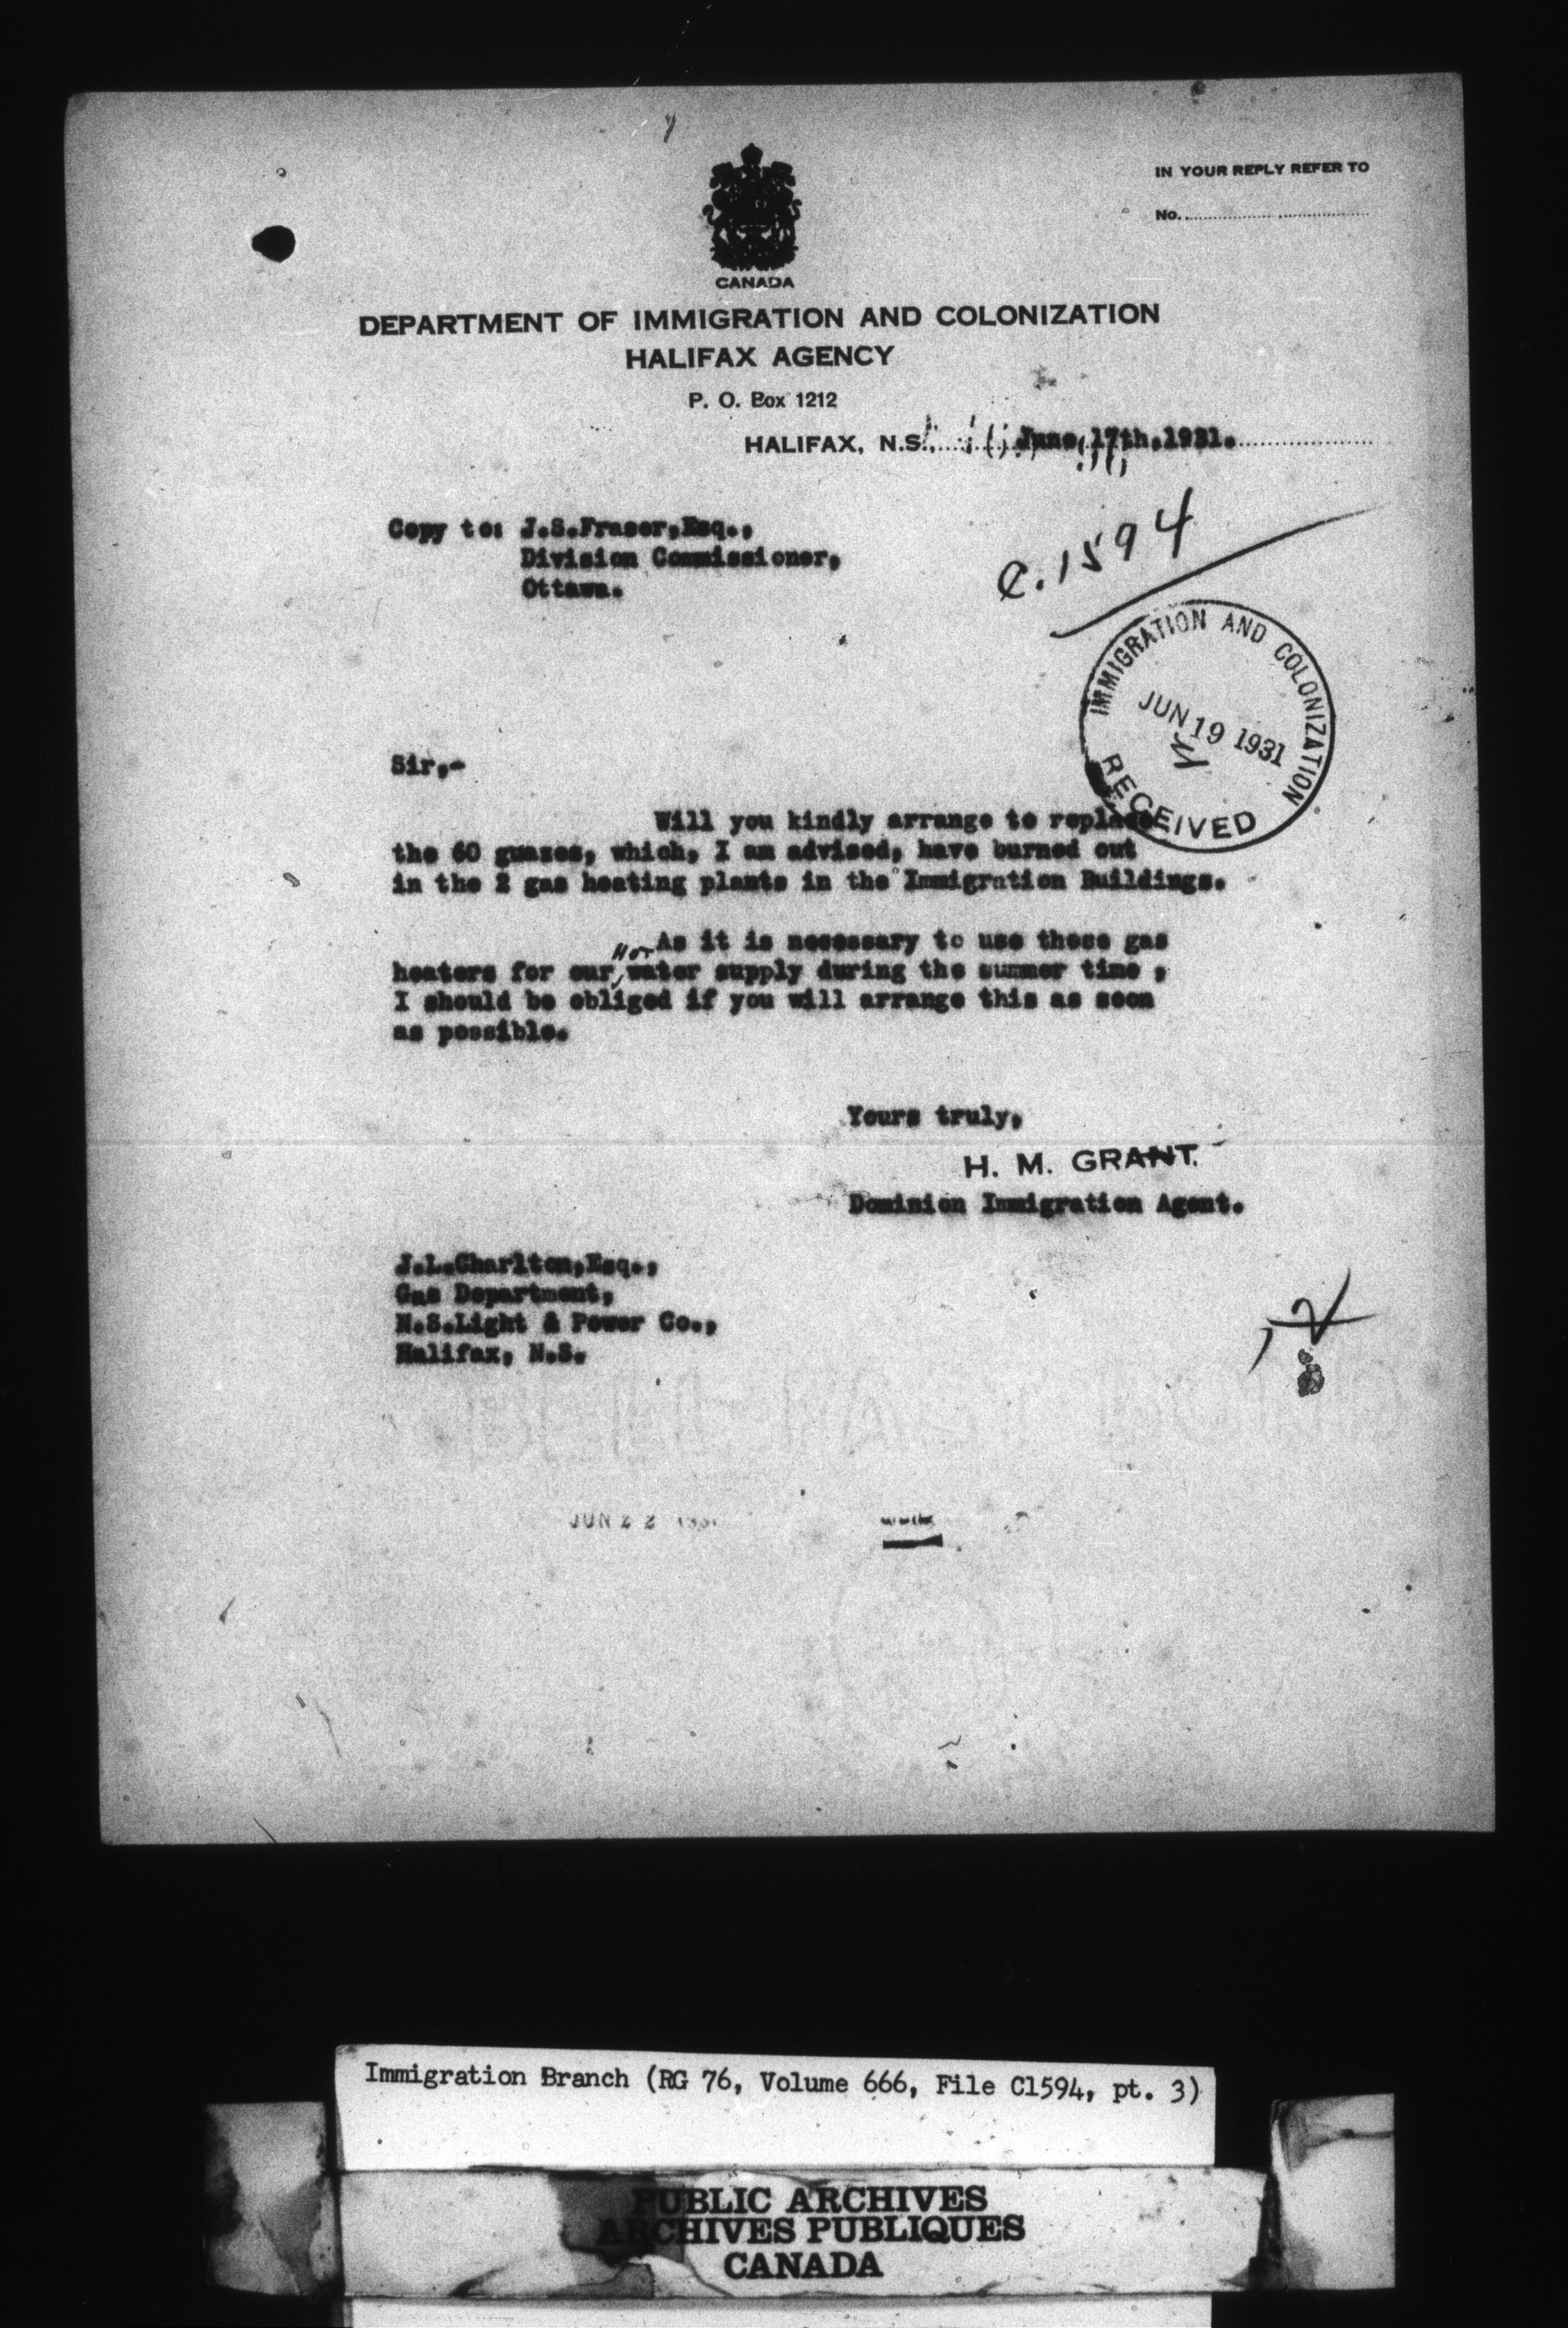 IN YOUR REPLY REFER TO
No.
CANADA
DEPARTMENT OF IMMIGRATION AND COLONIZATION
HALIFAX AGENCY
P. O. Box 1212
HALIFAX, N.S., June, 17th, 1931.
Copy to: J.S.Fraser,Esq.,
Division Commissioner,
Ottawa.
C.1594
IMMIGRATION AND COLONIZATION
JUN 19 1931
RECEIVED
Sir,-
Will you kindly arrange to replace
the 60 guazes, which, I am advised, have burned out
in the 2 gas heating plants in the Immigration Buildings.
As it is necessary to use these gas
heaters for our Hot water supply during the summer time ,
I should be obliged if you will arrange this as soon
as possible.
Yours truly,
H. M. GRANT.
Dominion Immigration Agent.
J.L.Charlton,Esq.,
Gas Department,
N.S.Light & Power Co.,
Halifax, N.S.
JUN 22 1931
Immigration Branch (RG 76, Volume 666, File C1594, pt. 3)
PUBLIC ARCHIVES
ARCHIVES PUBLIQUES
CANADA